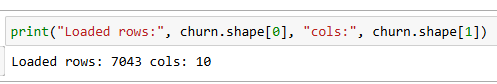 print("Loaded rows:", churn.shape[0], "cols:", churn.shape[1])
Loaded rows: 7043 cols: 10